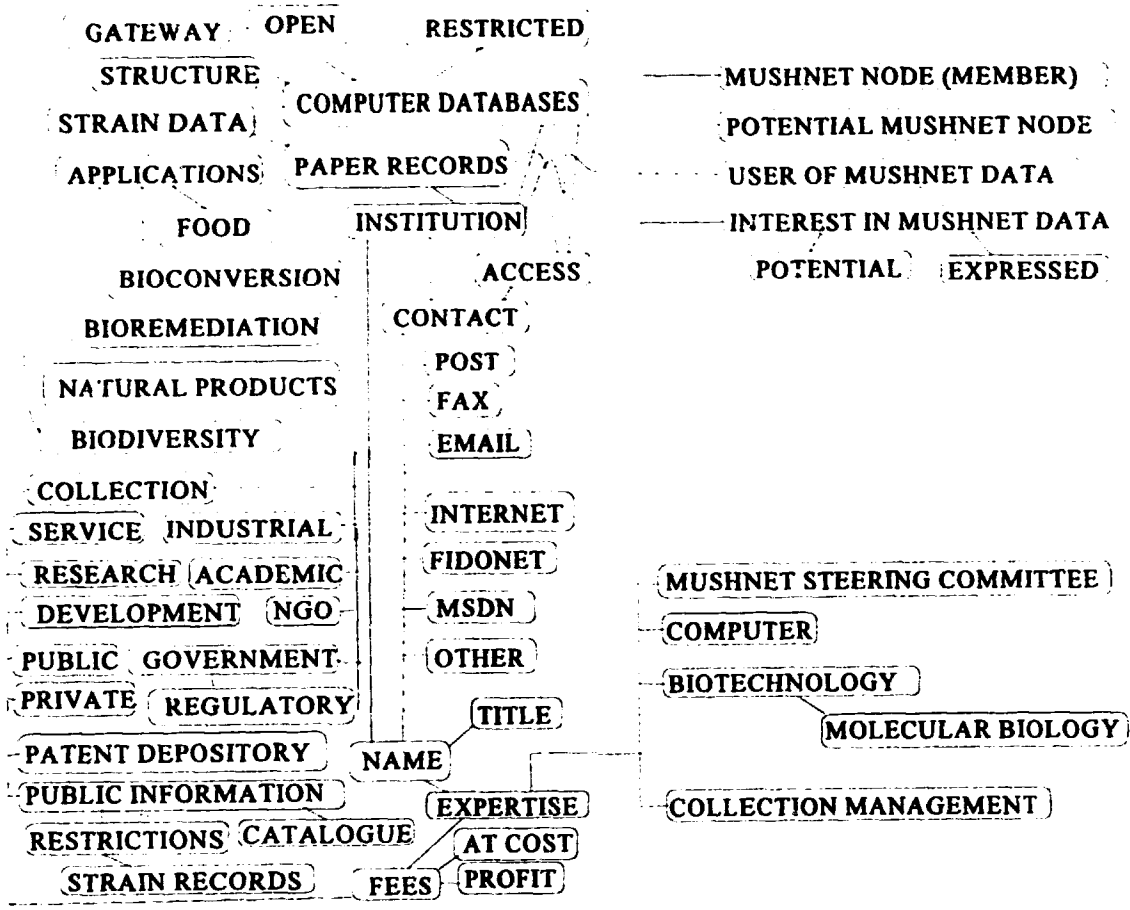 GATEWAY OPEN RESTRICTED
STRUCTURE
COMPUTER DATABASES
STRAIN DATA
APPLICATIONS
PAPER RECORDS
INSTITUTION
FOOD
BIOCONVERSION
ACCESS
BIOREMEDIATION
CONTACT
NATURAL PRODUCTS
POST
FAX
BIODIVERSITY
EMAIL
COLLECTION
SERVICE INDUSTRIAL
INTERNET
RESEARCH ACADEMIC
FIDONET
DEVELOPMENT NGO
MSDN
PUBLIC GOVERNMENT
OTHER
PRIVATE REGULATORY
TITLE
PATENT DEPOSITORY
NAME
PUBLIC INFORMATION
EXPERTISE
RESTRICTIONS CATALOGUE
AT COST
STRAIN RECORDS
FEES PROFIT
MUSHNET NODE (MEMBER)
POTENTIAL MUSHNET NODE
USER OF MUSHNET DATA
INTEREST IN MUSHNET DATA
POTENTIAL EXPRESSED
MUSHNET STEERING COMMITTEE
COMPUTER
BIOTECHNOLOGY
MOLECULAR BIOLOGY
COLLECTION MANAGEMENT